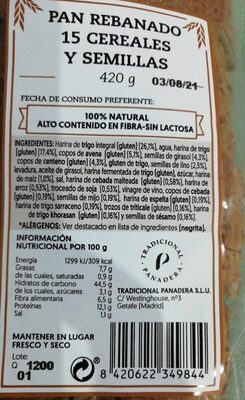 PAN REBANADO
15 CEREALES
Y SEMILLAS
420 g 03/08/21
FECHA DE CONSUMO PREFERENTE:
100% NATURAL
ALTO CONTENIDO EN FIBRA-SIN LACTOSA
INGREDIENTES: Harina de trigo integral [gluten] (26,1%), agua, harina de trigo
[gluten] (17,4%), copos de avena [gluten] (5,1%), semillas de girasol (4,3%),
copos de centeno [gluten] (4,3%), gluten de trigo, semillas de lino (2,5%),
levadura, aceite de girasol, harina fermentada de trigo [gluten], azúcar, harina
de maíz (1,0%), sal, harina de cebada malteada [gluten] (0,58%), harina de
arroz (0,53%), troceado de soja (0,53%), vinagre de vino, copos de cebada
[gluten] (0,19%), semillas de mijo (0,19%), harina de espelta [gluten] (0,19%),
harina de trigo sarraceno (0,19%), trozos de triticale [gluten] (0,16%), harina
de trigo khorasan [gluten] (0,16%) y semillas de sésamo (0,16%).
*ALÉRGENOS: Ver destacado en lista de ingredientes (negrita).
INFORMACIÓN
NUTRICIONAL POR 100 g
Energía 1299 kJ/309 kcal
Grasas 7,7 g
de las cuales, saturadas 0,9 g
Hidratos de carbono 44,5 g
de los cuales, azúcares 3,1 g
Fibra alimentaria 6,5 g
Proteínas 12,1 g
Sal 1,1 g
TRADICIONAL PANADERA
TRADICIONAL PANADERA S.L.U.
C/ Westinghouse, nº3
Getafe (Madrid)
MANTENER EN LUGAR
FRESCO Y SECO
Lote:
Q 1200
01
8 420622 349844